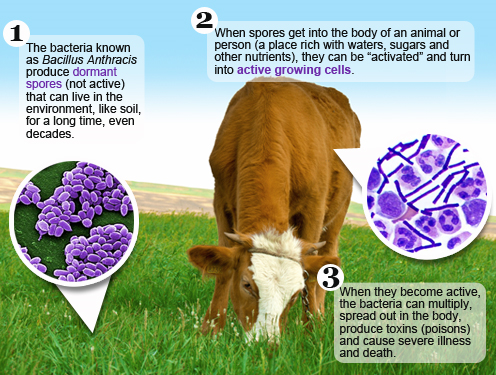 1
The bacteria known
as Bacillus Anthracis
produce dormant
spores (not active)
that can live in the
environment, like soil,
for a long time, even
decades.
2
When spores get into the body of an animal or
person (a place rich with waters, sugars and
other nutrients), they can be “activated” and turn
into active growing cells.
3
When they become active,
the bacteria can multiply,
spread out in the body,
produce toxins (poisons)
and cause severe illness
and death.